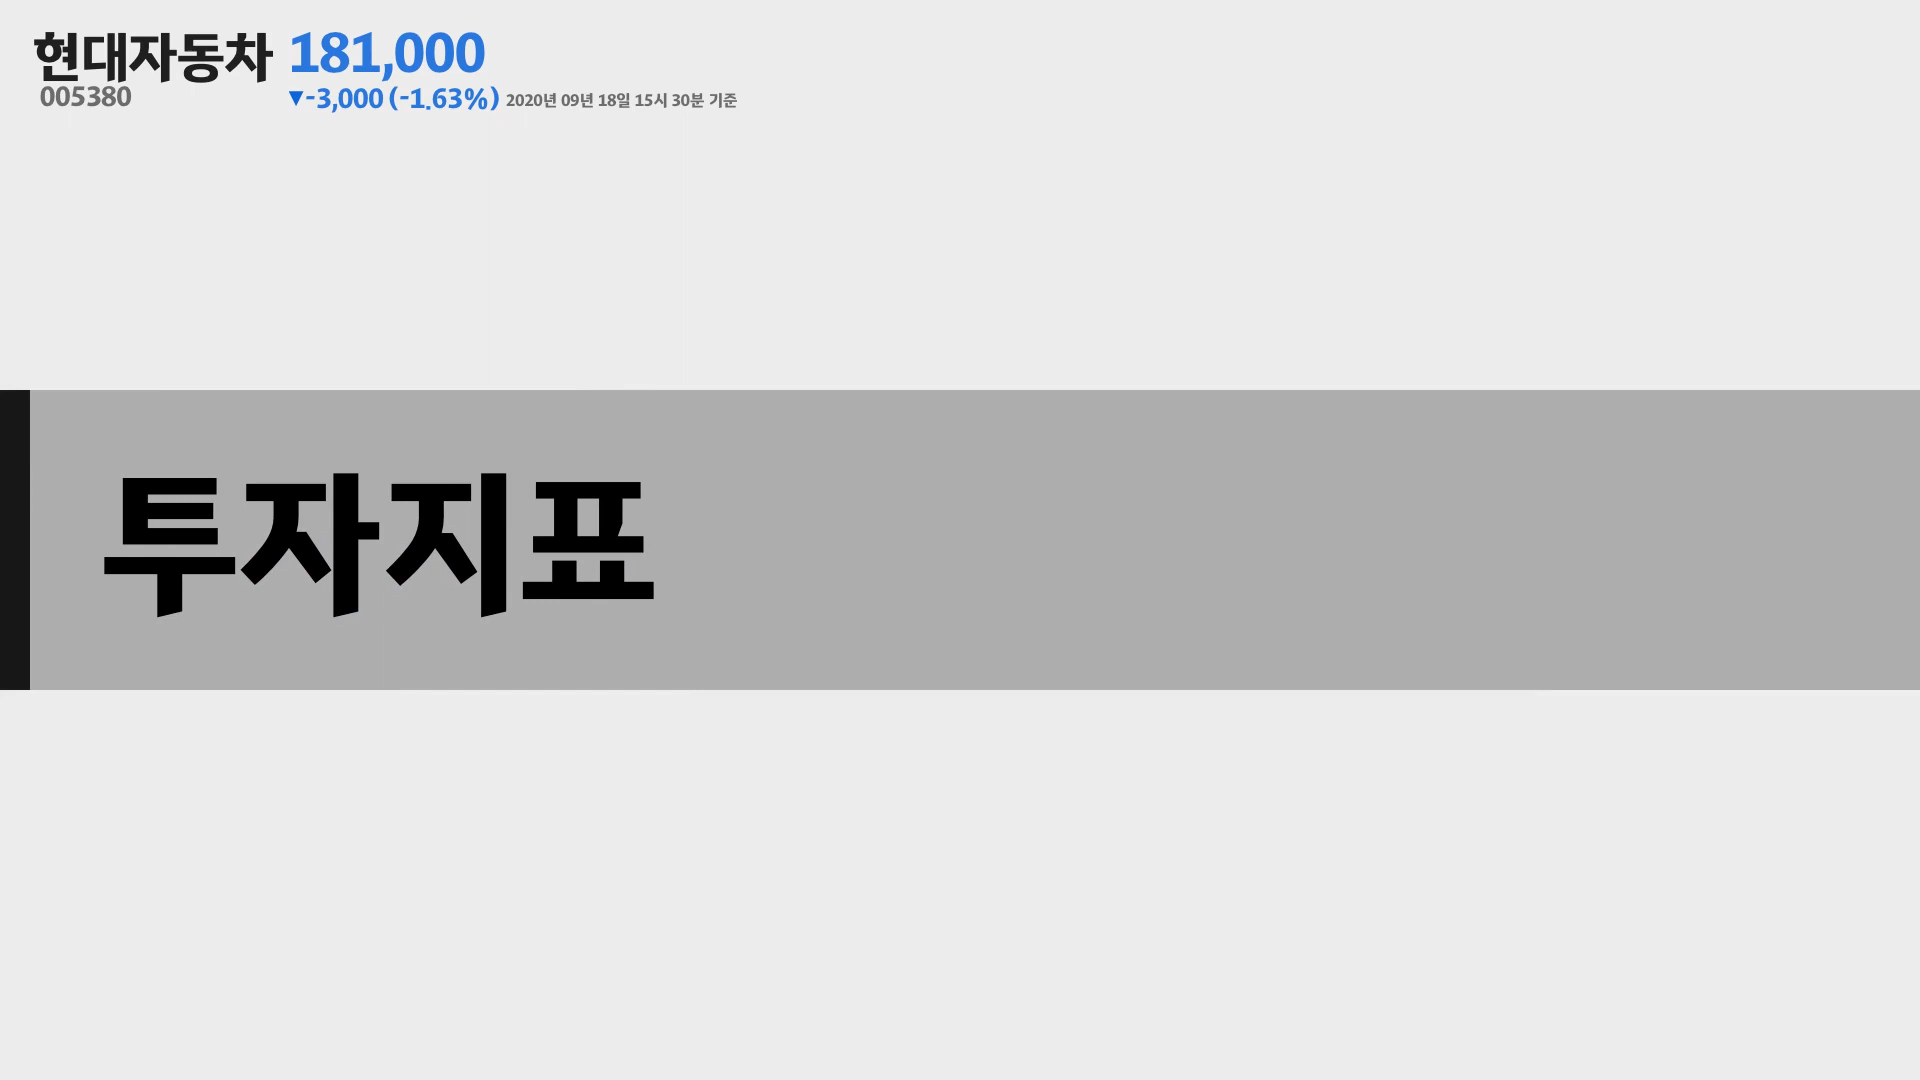 현대자동차 181,000
005380 ▼-3,000 (-1.63%) 2020년 09년 18일 15시 30분 기준
투자지표